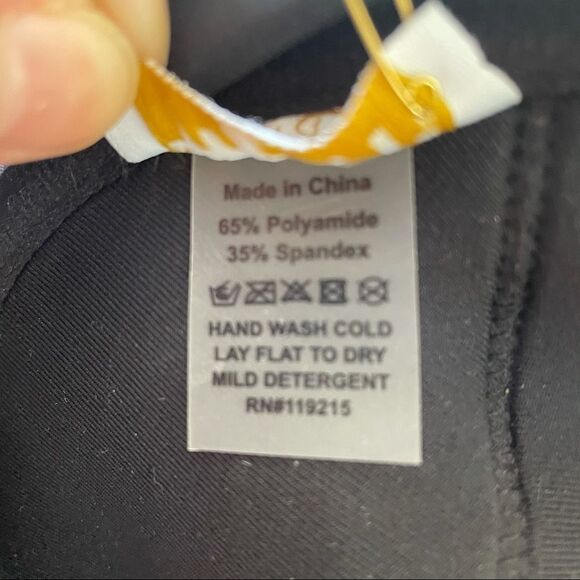 Made in China
65% Polyamide
35% Spandex
HAND WASH COLD
LAY FLAT TO DRY
MILD DETERGENT
RN#119215